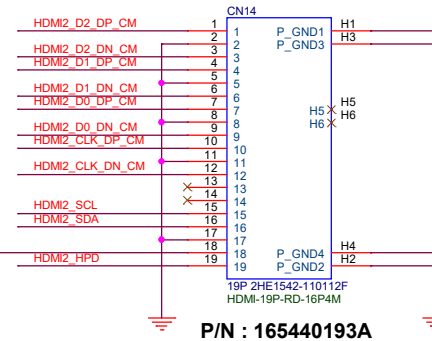 CN14
HDMI2_D2_DP_CM 1 1 P_GND1 H1
2 2 P_GND3 H3
HDMI2_D2_DN_CM 3 3
HDMI2_D1_DP_CM 4 4
5 5
HDMI2_D1_DN_CM 6 6
HDMI2_D0_DP_CM 7 7 H5 H5
8 8 H6 H6
HDMI2_D0_DN_CM 9 9
HDMI2_CLK_DP_CM 10 10
11 11
HDMI2_CLK_DN_CM 12 12
13 13
14 14
HDMI2_SCL 15 15
HDMI2_SDA 16 16
17 17
18 18 P_GND4 H4
HDMI2_HPD 19 19 P_GND2 H2
19P 2HE1542-110112F
HDMI-19P-RD-16P4M
P/N : 165440193A